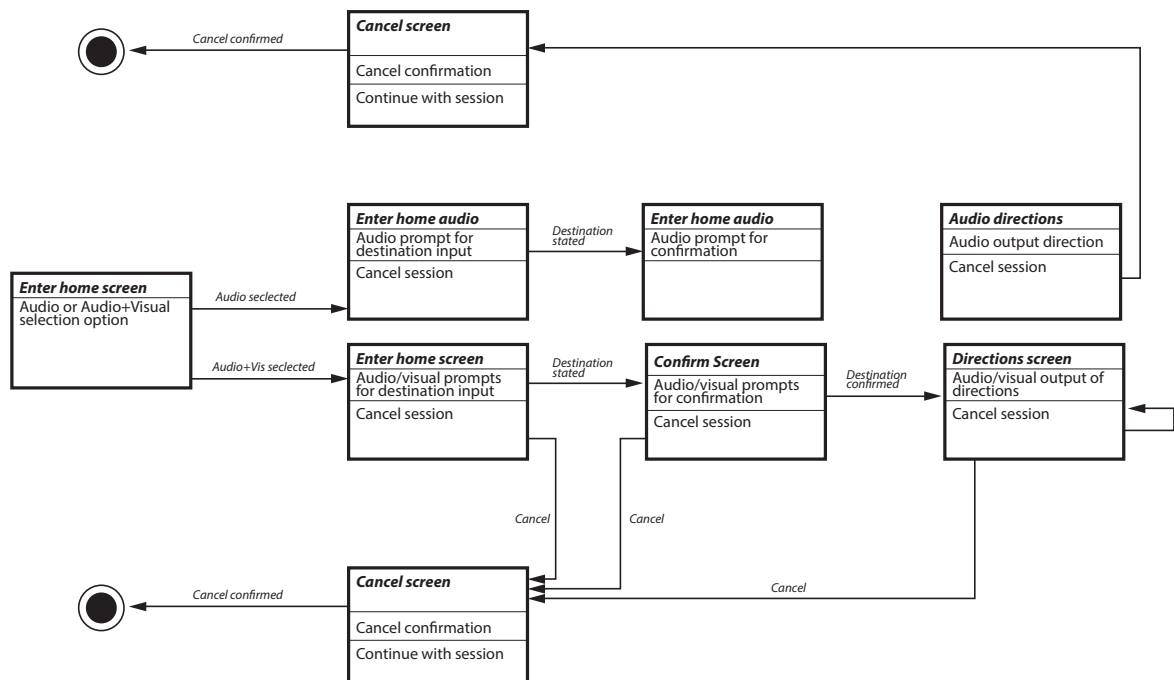 Cancel screen
Cancel confirmed
Cancel confirmation
Continue with session
Enter home audio
Audio prompt for
destination input
Cancel session
Destination
stated
Enter home audio
Audio prompt for
confirmation
Audio directions
Audio output direction
Cancel session
Enter home screen
Audio or Audio+Visual
selection option
Audio seclected
Audio+Vis selected
Enter home screen
Audio/visual prompts
for destination input
Cancel session
Destination
stated
Confirm Screen
Audio/visual prompts
for confirmation
Cancel session
Destination
confirmed
Directions screen
Audio/visual output of
directions
Cancel session
Cancel
Cancel
Cancel
Cancel screen
Cancel confirmed
Cancel confirmation
Continue with session